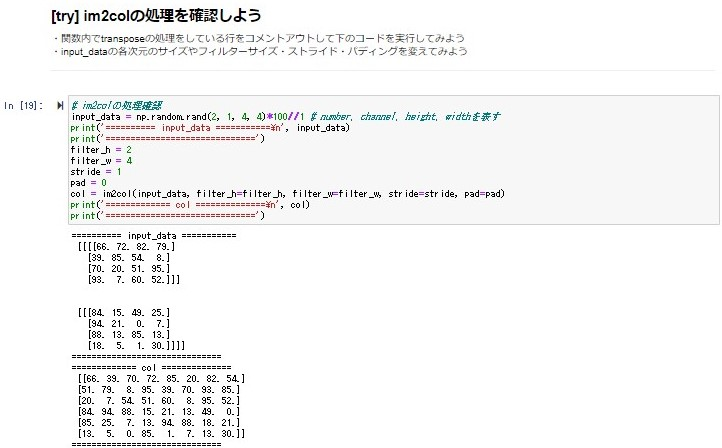 [try] im2colの処理を確認しよう
・関数内でtransposeの処理をしている行をコメントアウトして下のコードを実行してみよう
・input_dataの各次元のサイズやフィルターサイズ・ストライド・パディングを変えてみよう
In [19]:
# im2colの処理確認
input_data = np.random.rand(2, 1, 4, 4)*100//1 # number, channel, height, widthを表す
print('========== input_data ===========¥n', input_data)
print('==============================')
filter_h = 2
filter_w = 4
stride = 1
pad = 0
col = im2col(input_data, filter_h=filter_h, filter_w=filter_w, stride=stride, pad=pad)
print('============= col ==============¥n', col)
print('==============================')
========== input_data ===========
[[[[66. 72. 82. 79.]
[39. 85. 54. 8.]
[70. 20. 51. 95.]
[93. 7. 60. 52.]]]
[[[84. 15. 49. 25.]
[94. 21. 0. 7.]
[88. 13. 85. 13.]
[18. 5. 1. 30.]]]]
==============================
============= col ==============
[[66. 39. 70. 72. 85. 20. 82. 54.]
[51. 79. 8. 95. 39. 70. 93. 85.]
[20. 7. 54. 51. 60. 8. 95. 52.]
[84. 94. 88. 15. 21. 13. 49. 0.]
[85. 25. 7. 13. 94. 88. 18. 21.]
[13. 5. 0. 85. 1. 7. 13. 30.]]
==============================